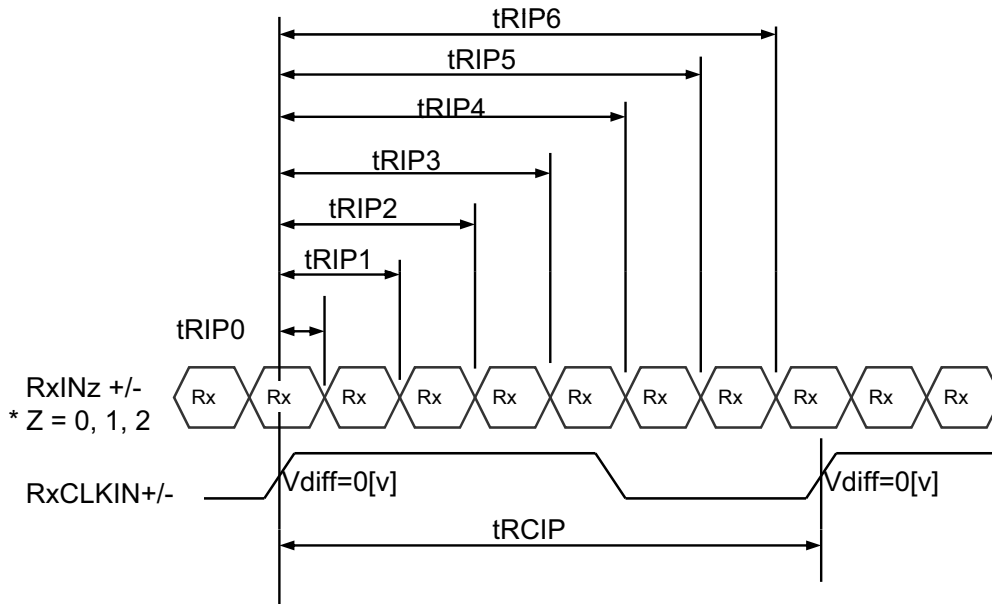 tRIP6
tRIP5
tRIP4
tRIP3
tRIP2
tRIP1
tRIP0
RxINz +/-
* Z = 0, 1, 2
Rx Rx Rx Rx Rx Rx Rx Rx Rx Rx Rx
RxCLKIN+/-
Vdiff=0[v] Vdiff=0[v]
tRCIP